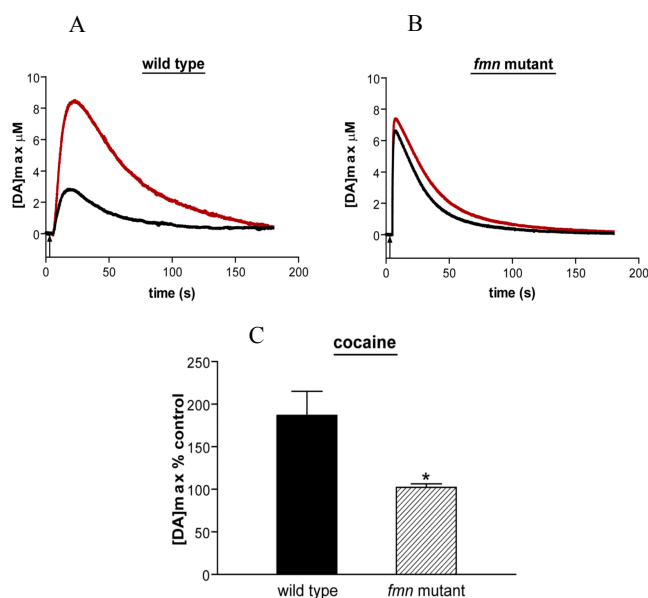 A
B
wild type
fmn mutant
[DA]max μM
10
8
6
4
2
0
0
50
100
150
200
time (s)
[DA]max μM
10
8
6
4
2
0
0
50
100
150
200
time (s)
C
cocaine
[DA]max % control
250
200
150
100
50
0
*
wild type
fmn mutant